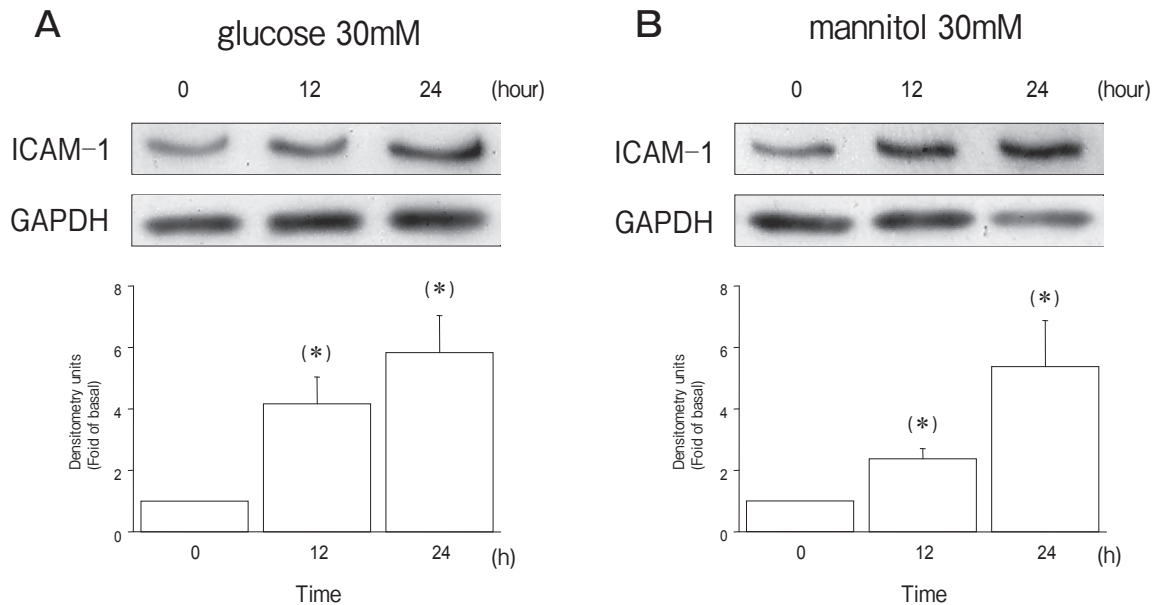 A
glucose 30mM
0 12 24 (hour)
ICAM-1
GAPDH
8
6
4
2
0
Densitometry units
(Foid of basal)
(*)
(*)
0 12 24 (h)
Time
B
mannitol 30mM
0 12 24 (hour)
ICAM-1
GAPDH
8
6
4
2
0
Densitometry units
(Foid of basal)
(*)
(*)
0 12 24 (h)
Time